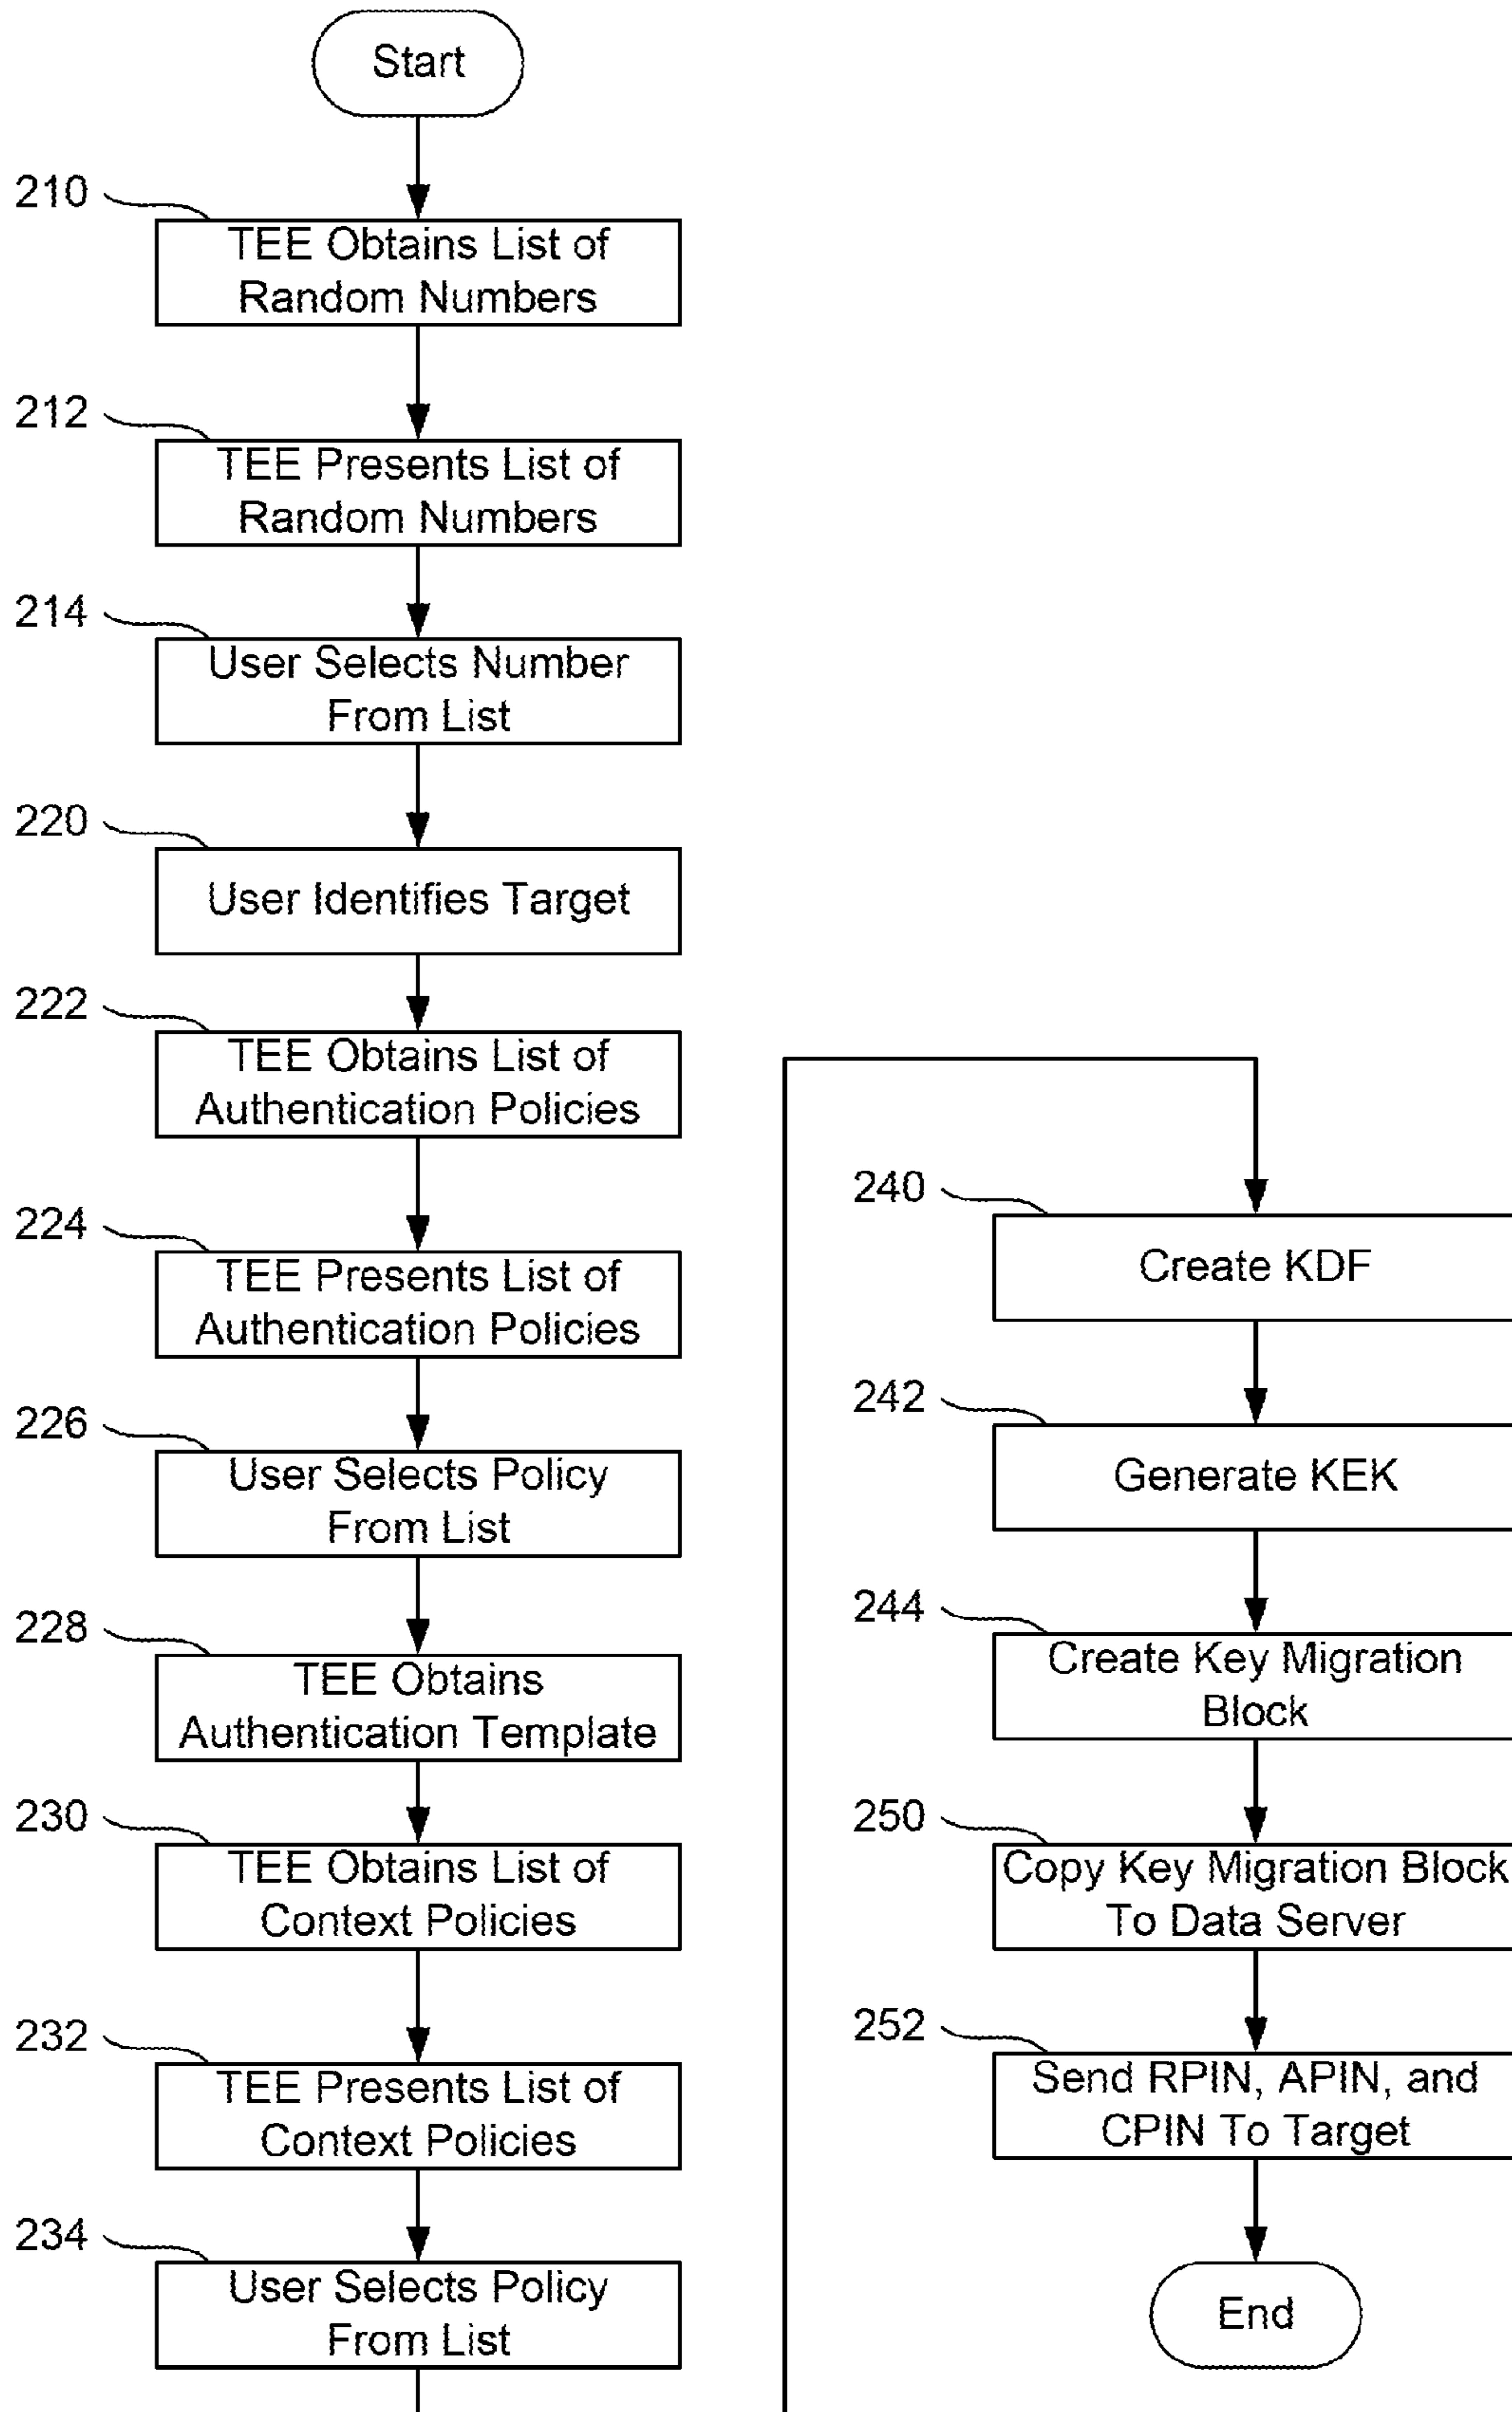 Start
210
TEE Obtains List of
Random Numbers
212
TEE Presents List of
Random Numbers
214
User Selects Number
From List
220
User Identifies Target
222
TEE Obtains List of
Authentication Policies
224
TEE Presents List of
Authentication Policies
226
User Selects Policy
From List
228
TEE Obtains
Authentication Template
230
TEE Obtains List of
Context Policies
232
TEE Presents List of
Context Policies
234
User Selects Policy
From List
240
Create KDF
242
Generate KEK
244
Create Key Migration
Block
250
Copy Key Migration Block
To Data Server
252
Send RPIN, APIN, and
CPIN To Target
End